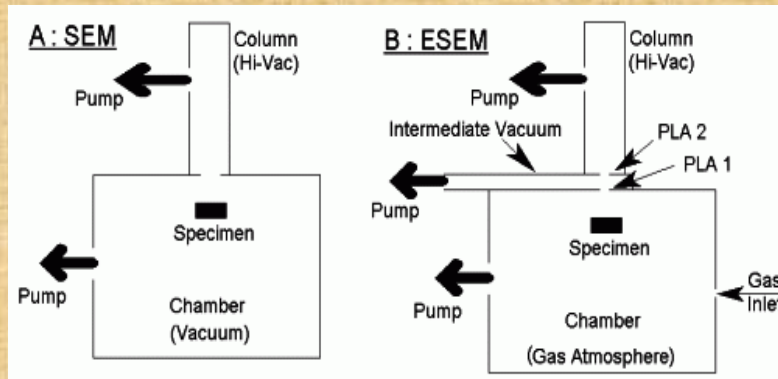 A : SEM
Column
(Hi-Vac)
Pump
Specimen
Pump
Chamber
(Vacuum)
B : ESEM
Column
(Hi-Vac)
Pump
Intermediate Vacuum
PLA 2
PLA 1
Pump
Specimen
Pump
Gas
Inlet
Chamber
(Gas Atmosphere)